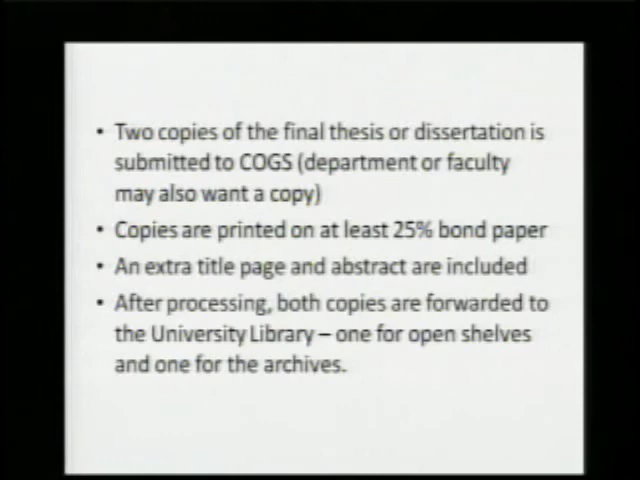 • Two copies of the final thesis or dissertation is
submitted to COGS (department or faculty
may also want a copy)
• Copies are printed on at least 25% bond paper
• An extra title page and abstract are included
• After processing, both copies are forwarded to
the University Library – one for open shelves
and one for the archives.